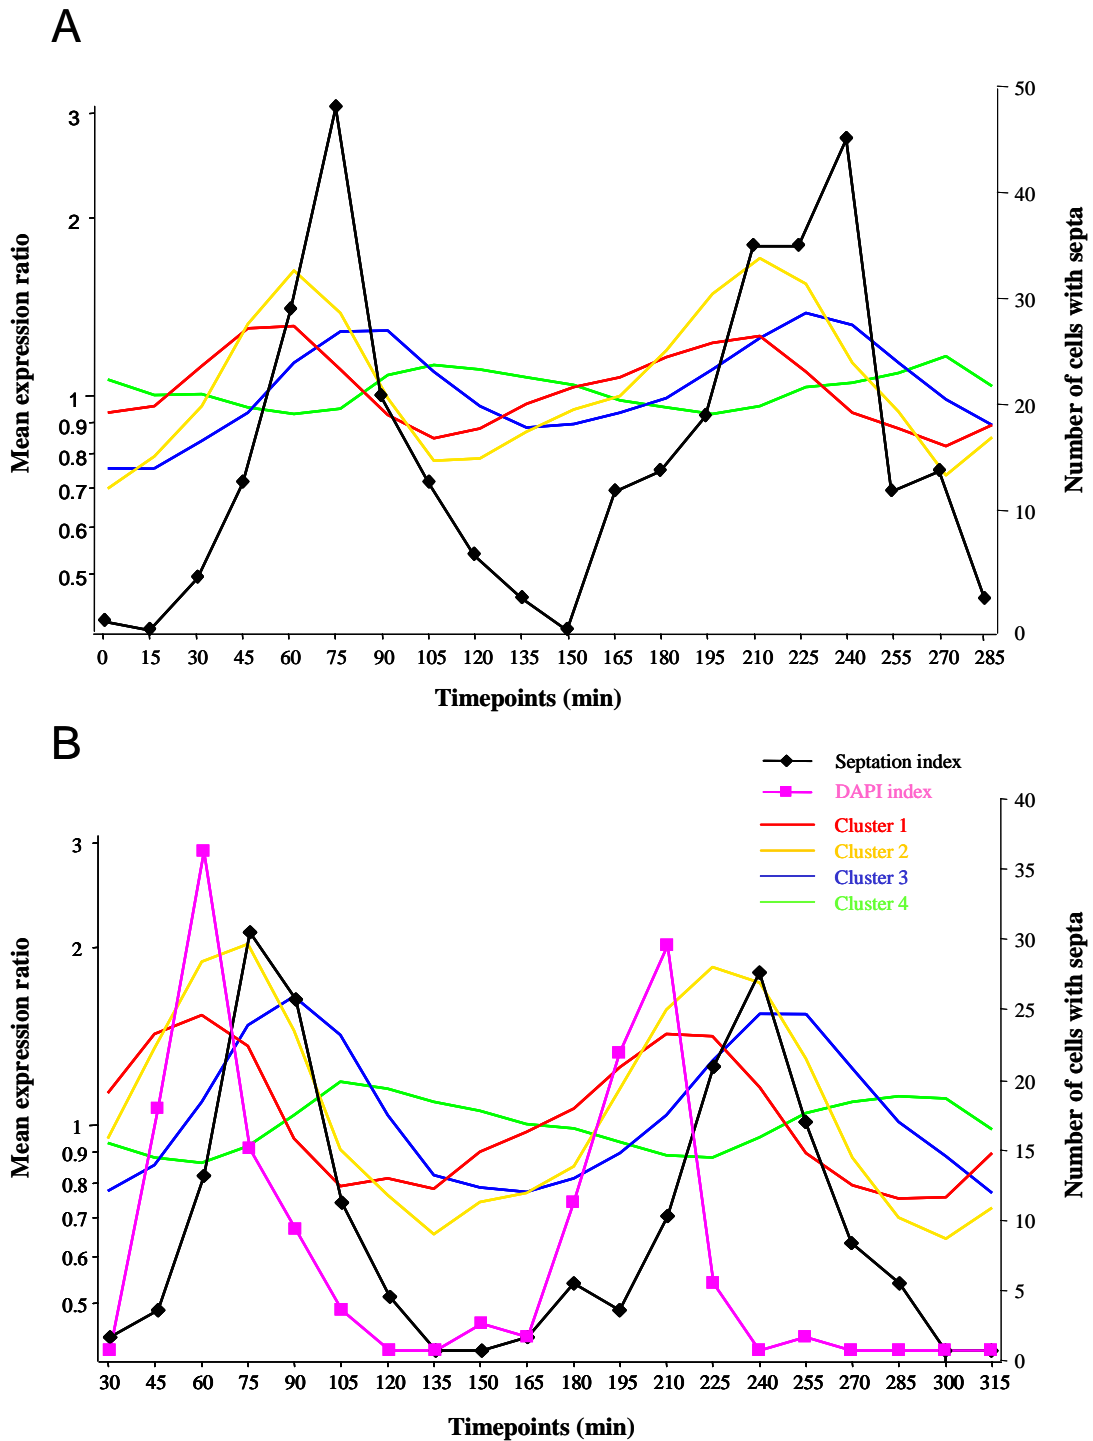 A
Mean expression ratio
3
2
1
0.9
0.8
0.7
0.6
0.5
50
40
30
20
10
0
Number of cells with septa
0 15 30 45 60 75 90 105 120 135 150 165 180 195 210 225 240 255 270 285
Timepoints (min)
B
Septation index
DAPI index
Cluster 1
Cluster 2
Cluster 3
Cluster 4
Mean expression ratio
3
2
1
0.9
0.8
0.7
0.6
0.5
40
35
30
25
20
15
10
5
0
Number of cells with septa
30 45 60 75 90 105 120 135 150 165 180 195 210 225 240 255 270 285 300 315
Timepoints (min)